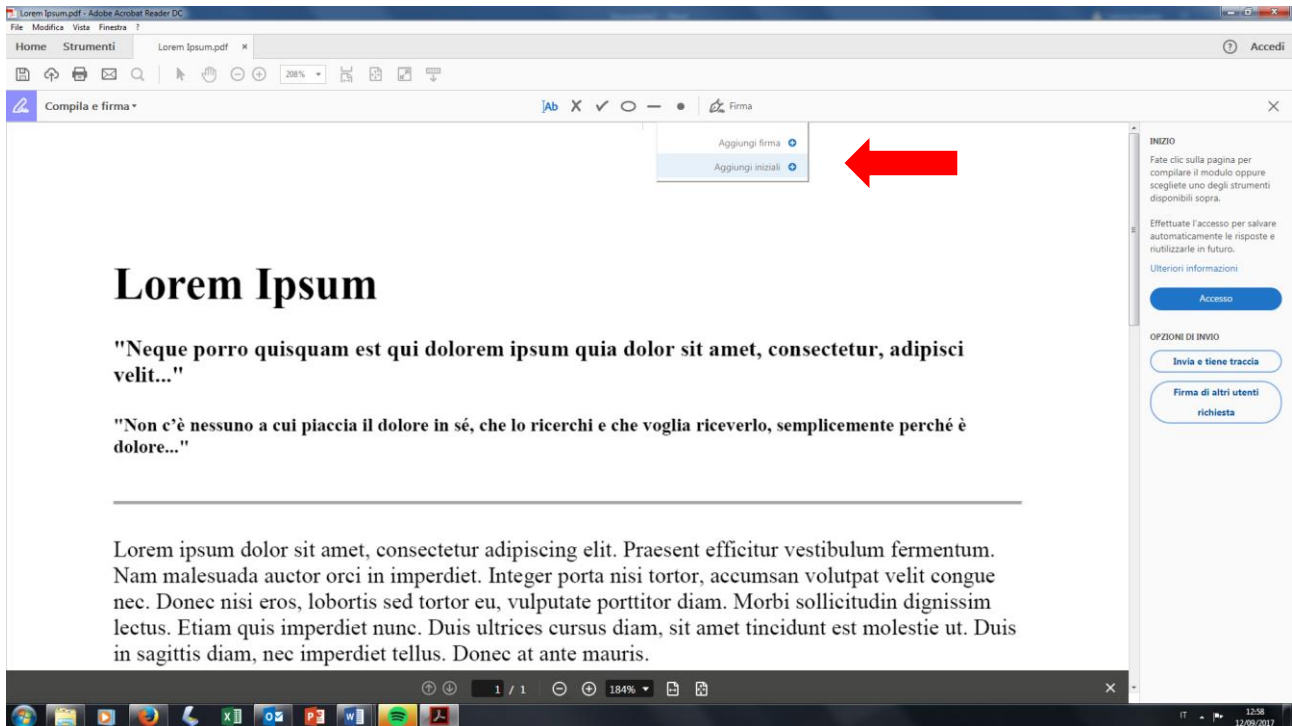 Lorem Ipsum.pdf - Adobe Acrobat Reader DC
File Modifica Vista Finestra ?
Home Strumenti Lorem Ipsum.pdf × ? Accedi
208%
Compila e firma Ab Firma
Aggiungi firma
Aggiungi iniziali
Lorem Ipsum
"Neque porro quisquam est qui dolorem ipsum quia dolor sit amet, consectetur, adipisci
velit..."
"Non c’è nessuno a cui piaccia il dolore in sé, che lo ricerchi e che voglia riceverlo, semplicemente perché è
dolore..."
Lorem ipsum dolor sit amet, consectetur adipiscing elit. Praesent efficitur vestibulum fermentum.
Nam malesuada auctor orci in imperdiet. Integer porta nisi tortor, accumsan volutpat velit congue
nec. Donec nisi eros, lobortis sed tortor eu, vulputate porttitor diam. Morbi sollicitudin dignissim
lectus. Etiam quis imperdiet nunc. Duis ultrices cursus diam, sit amet tincidunt est molestie ut. Duis
in sagittis diam, nec imperdiet tellus. Donec at ante mauris.
INIZIO
Fate clic sulla pagina per
compilare il modulo oppure
scegliete uno degli strumenti
disponibili sopra.
Effettuate l'accesso per salvare
automaticamente le risposte e
riutilizzarle in futuro.
Ulteriori informazioni
Accesso
OPZIONI DI INVIO
Invia e tiene traccia
Firma di altri utenti
richiesta
1 / 1 184%
IT 12:58
12/09/2017